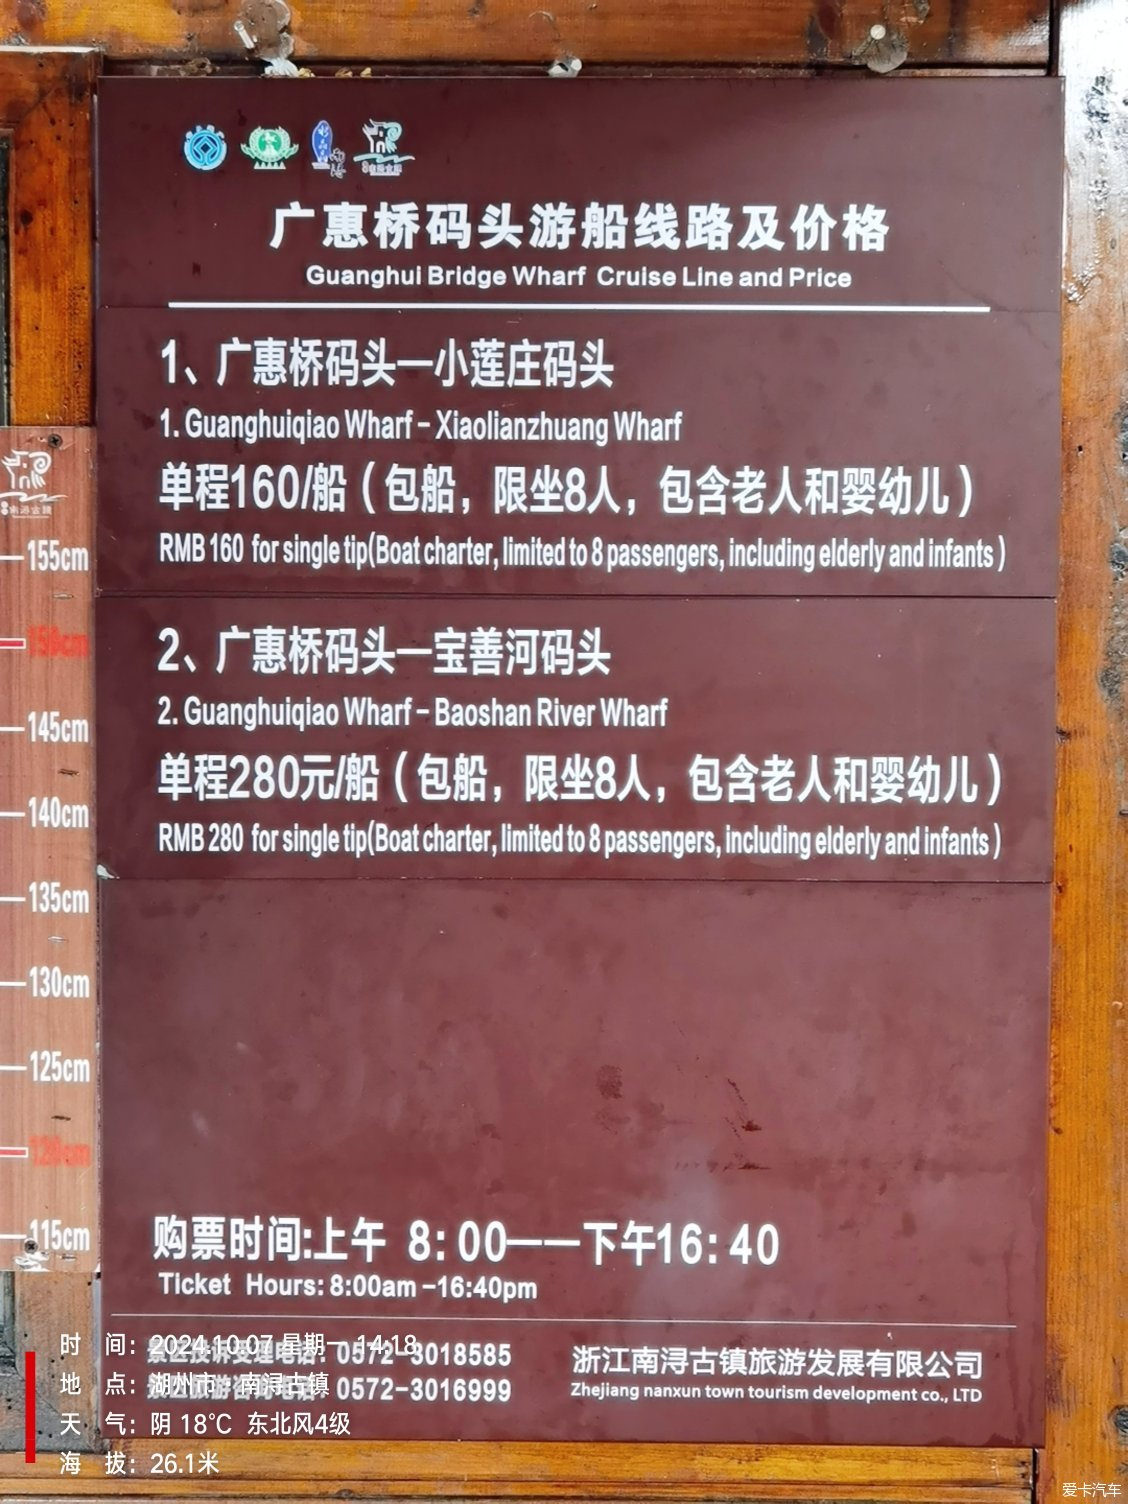 广惠桥码头游船线路及价格
Guanghui Bridge Wharf Cruise Line and Price
1、广惠桥码头—小莲庄码头
1. Guanghuiqiao Wharf – Xiaolianzhuang Wharf
单程160/船（包船，限坐8人，包含老人和婴幼儿）
RMB 160 for single tip(Boat charter, limited to 8 passengers, including elderly and infants )
2、广惠桥码头—宝善河码头
2. Guanghuiqiao Wharf – Baoshan River Wharf
单程280元/船（包船，限坐8人，包含老人和婴幼儿）
RMB 280 for single tip(Boat charter, limited to 8 passengers, including elderly and infants )
购票时间:上午 8：00——下午16：40
Ticket Hours: 8:00am –16:40pm
0572-3018585
0572-3016999
浙江南浔古镇旅游发展有限公司
Zhejiang nanxun town tourism development co., LTD
南浔古镇
155cm
150cm
145cm
140cm
135cm
130cm
125cm
120cm
115cm
时 间：2024.10.07 星期一 14:18
地 点：湖州市·南浔古镇
天 气：阴 18℃ 东北风4级
海 拔：26.1米
爱卡汽车